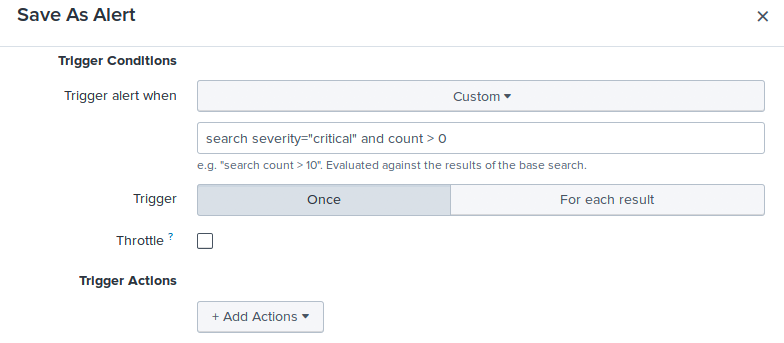 Save As Alert ×
Trigger Conditions
Trigger alert when Custom ▾
search severity="critical" and count > 0
e.g. "search count > 10". Evaluated against the results of the base search.
Trigger Once For each result
Throttle ?
Trigger Actions
+ Add Actions ▾